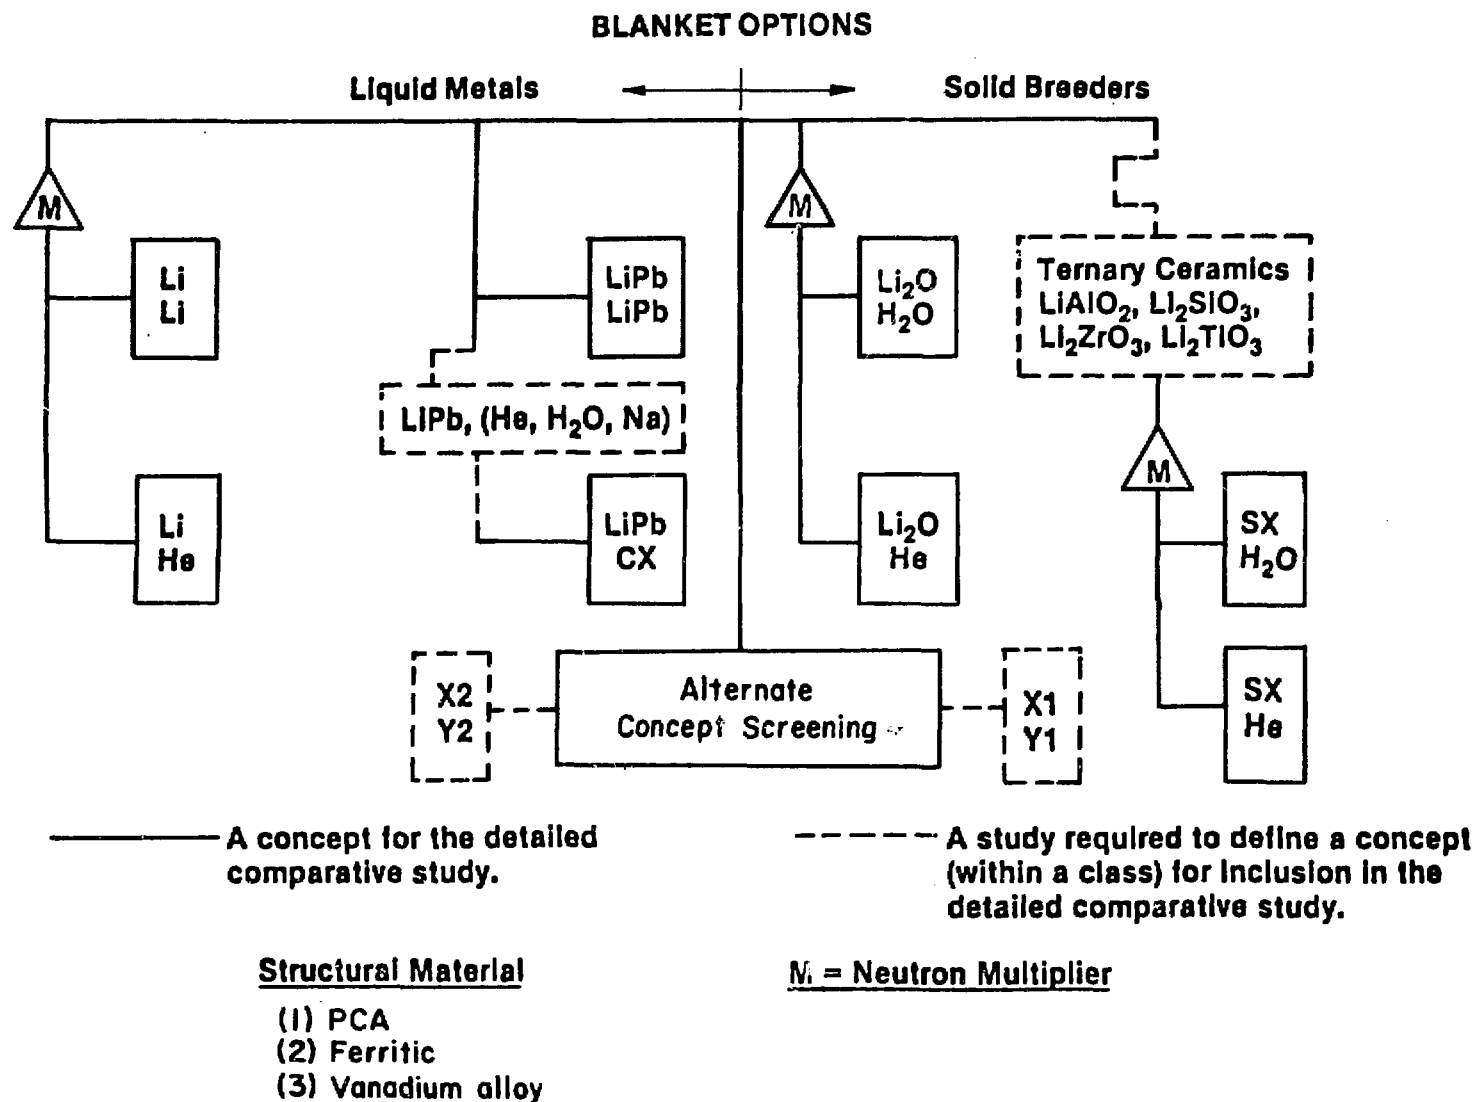 BLANKET OPTIONS
Liquid Metals
Solid Breeders
M
M
Li
Li
LiPb
LiPb
Li₂O
H₂O
Ternary Ceramics
LiAlO₂, Li₂SiO₃,
Li₂ZrO₃, Li₂TiO₃
LiPb, (He, H₂O, Na)
M
Li
He
LiPb
CX
Li₂O
He
SX
H₂O
X2
Y2
Alternate
Concept Screening
X1
Y1
SX
He
A concept for the detailed
comparative study.
A study required to define a concept
(within a class) for inclusion in the
detailed comparative study.
Structural Material
(1) PCA
(2) Ferritic
(3) Vanadium alloy
M = Neutron Multiplier